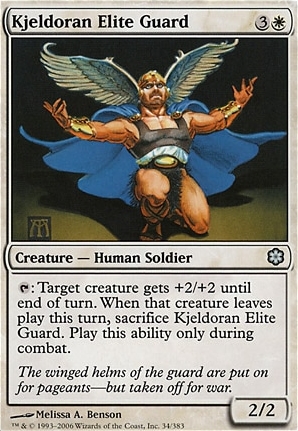 Kjeldoran Elite Guard 3
Creature — Human Soldier
: Target creature gets +2/+2 until
end of turn. When that creature leaves
play this turn, sacrifice Kjeldoran Elite
Guard. Play this ability only during
combat.
The winged helms of the guard are put on
for pageants—but taken off for war.
Melissa A. Benson
2/2
™ & © 1993–2006 Wizards of the Coast, Inc. 34/383